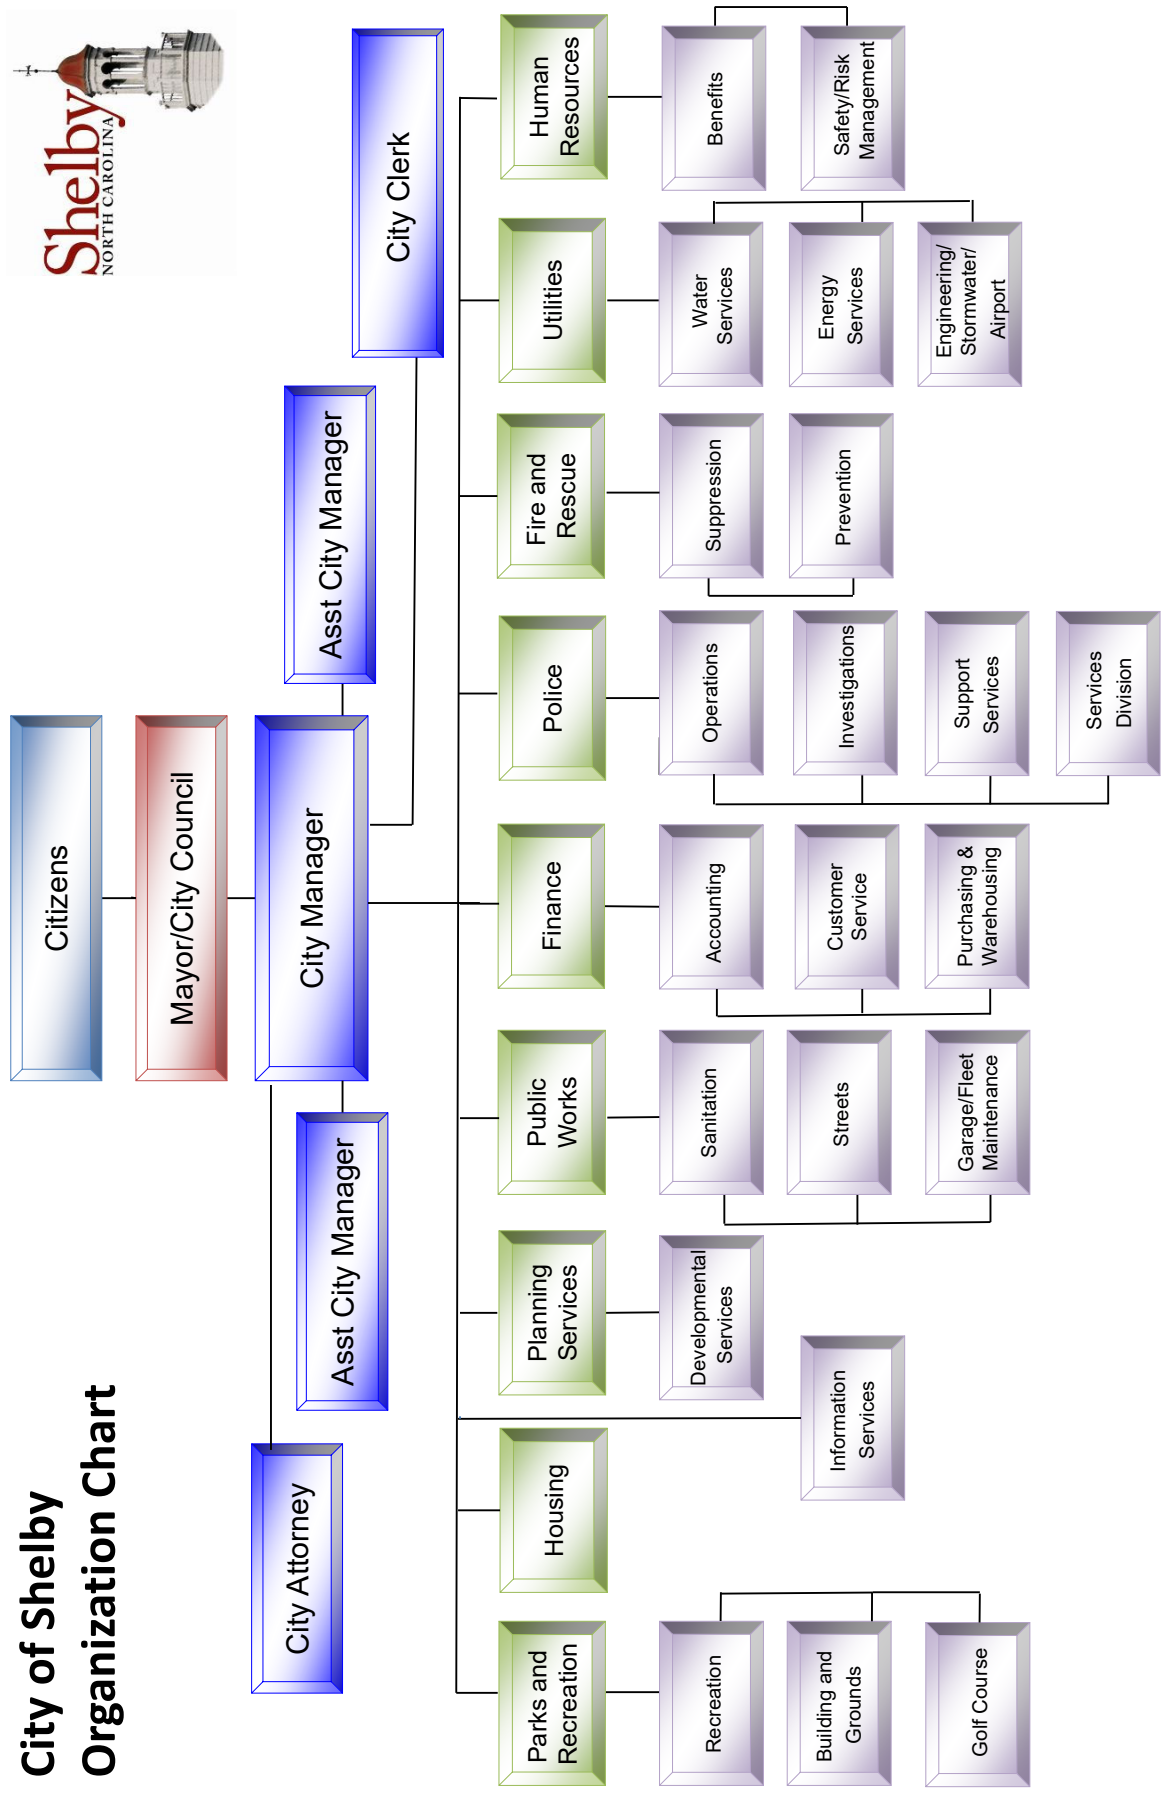 City of Shelby
Organization Chart
Shelby
NORTH CAROLINA
Citizens
Mayor/City Council
City Manager
City Attorney
Asst City Manager
Asst City Manager
City Clerk
Parks and
Recreation
Housing
Planning
Services
Public
Works
Finance
Police
Fire and
Rescue
Utilities
Human
Resources
Recreation
Developmental
Services
Sanitation
Accounting
Operations
Suppression
Water
Services
Benefits
Building and
Grounds
Information
Services
Streets
Customer
Service
Investigations
Prevention
Energy
Services
Safety/Risk
Management
Golf Course
Garage/Fleet
Maintenance
Purchasing &
Warehousing
Support
Services
Engineering/
Stormwater/
Airport
Services
Division